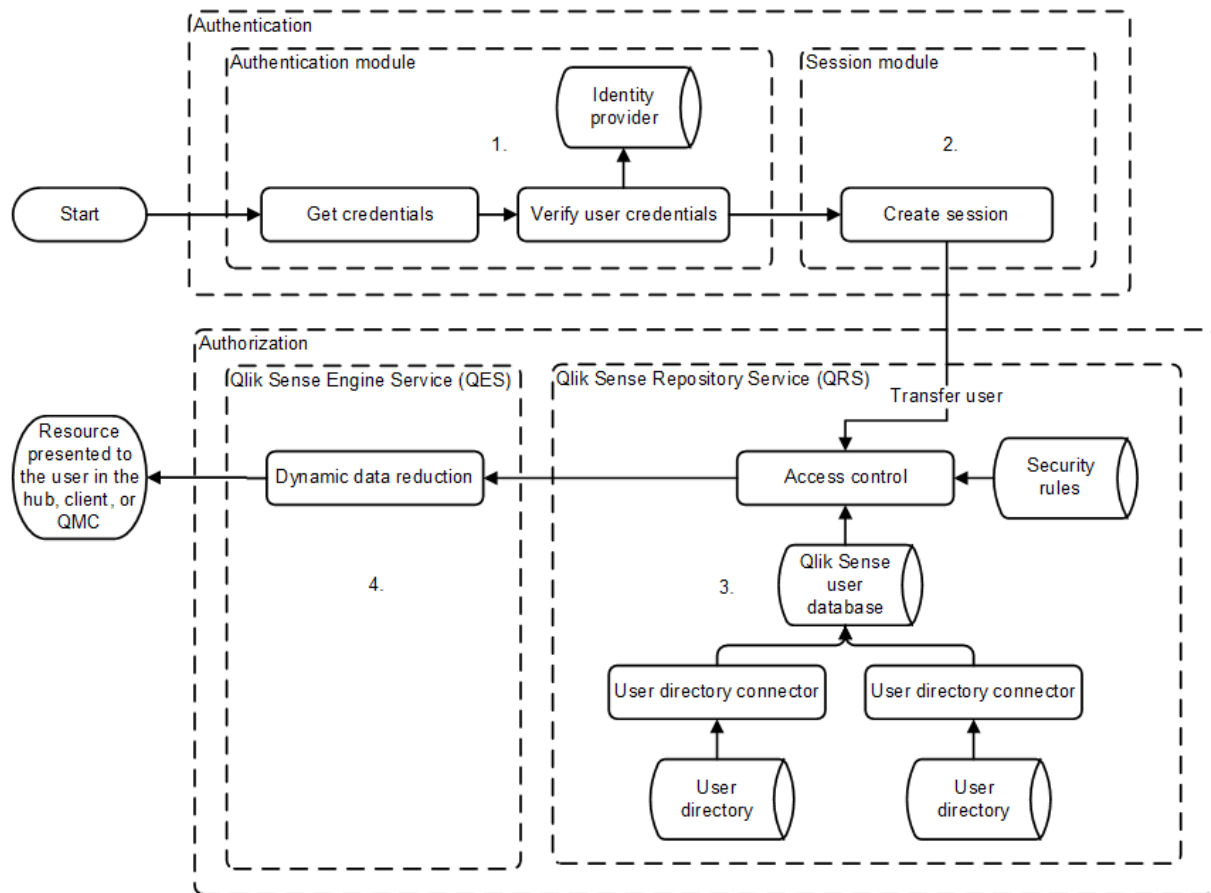 Authentication
Authentication module
Session module
Identity
provider
1.
2.
Start
Get credentials
Verify user credentials
Create session
Authorization
Qlik Sense Engine Service (QES)
Qlik Sense Repository Service (QRS)
Transfer user
Resource
presented to
the user in the
hub, client, or
QMC
Dynamic data reduction
Access control
Security
rules
4.
3.
Qlik Sense
user
database
User directory connector
User directory connector
User
directory
User
directory